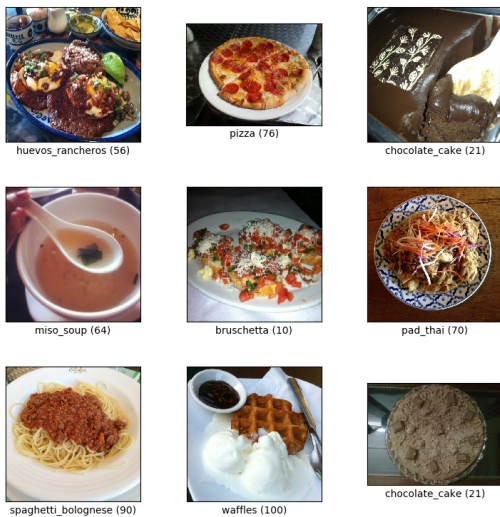 huevos_rancheros (56)
pizza (76)
chocolate_cake (21)
miso_soup (64)
bruschetta (10)
pad_thai (70)
spaghetti_bolognese (90)
waffles (100)
chocolate_cake (21)